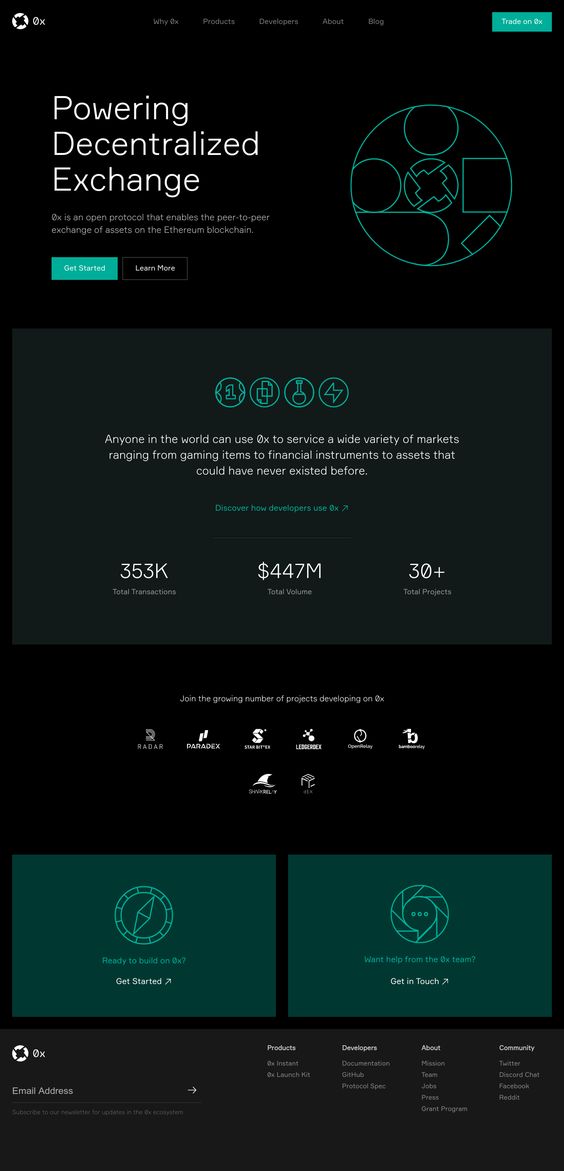 0x
Why 0x
Products
Developers
About
Blog
Trade on 0x
Powering
Decentralized
Exchange
0x is an open protocol that enables the peer-to-peer
exchange of assets on the Ethereum blockchain.
Get Started
Learn More
1
Anyone in the world can use 0x to service a wide variety of markets
ranging from gaming items to financial instruments to assets that
could have never existed before.
Discover how developers use 0x ↗
353K
Total Transactions
$447M
Total Volume
30+
Total Projects
Join the growing number of projects developing on 0x
RADAR
PARADEX
STAR BIT*EX
LEDGERDEX
OpenRelay
bamboorelay
SHARKRELAY
Ready to build on 0x?
Get Started ↗
Want help from the 0x team?
Get in Touch ↗
0x
Email Address →
Subscribe to our newsletter for updates in the 0x ecosystem
Products
0x Instant
0x Launch Kit
Developers
Documentation
GitHub
Protocol Spec
About
Mission
Team
Jobs
Press
Grant Program
Community
Twitter
Discord Chat
Facebook
Reddit